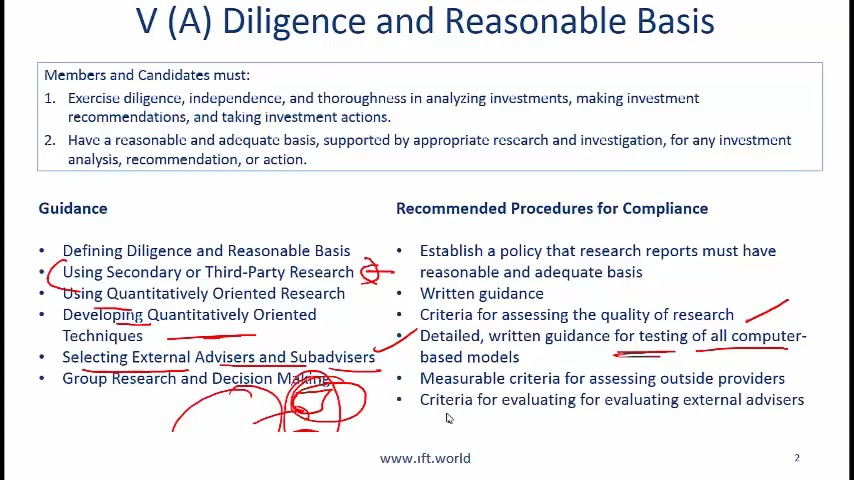 V (A) Diligence and Reasonable Basis
Members and Candidates must:
1. Exercise diligence, independence, and thoroughness in analyzing investments, making investment
recommendations, and taking investment actions.
2. Have a reasonable and adequate basis, supported by appropriate research and investigation, for any investment
analysis, recommendation, or action.
Guidance
• Defining Diligence and Reasonable Basis
• Using Secondary or Third-Party Research
• Using Quantitatively Oriented Research
• Developing Quantitatively Oriented
Techniques
• Selecting External Advisers and Subadvisers
• Group Research and Decision Making
Recommended Procedures for Compliance
• Establish a policy that research reports must have
reasonable and adequate basis
• Written guidance
• Criteria for assessing the quality of research
• Detailed, written guidance for testing of all computer-
based models
• Measurable criteria for assessing outside providers
• Criteria for evaluating for evaluating external advisers
www.ift.world
2